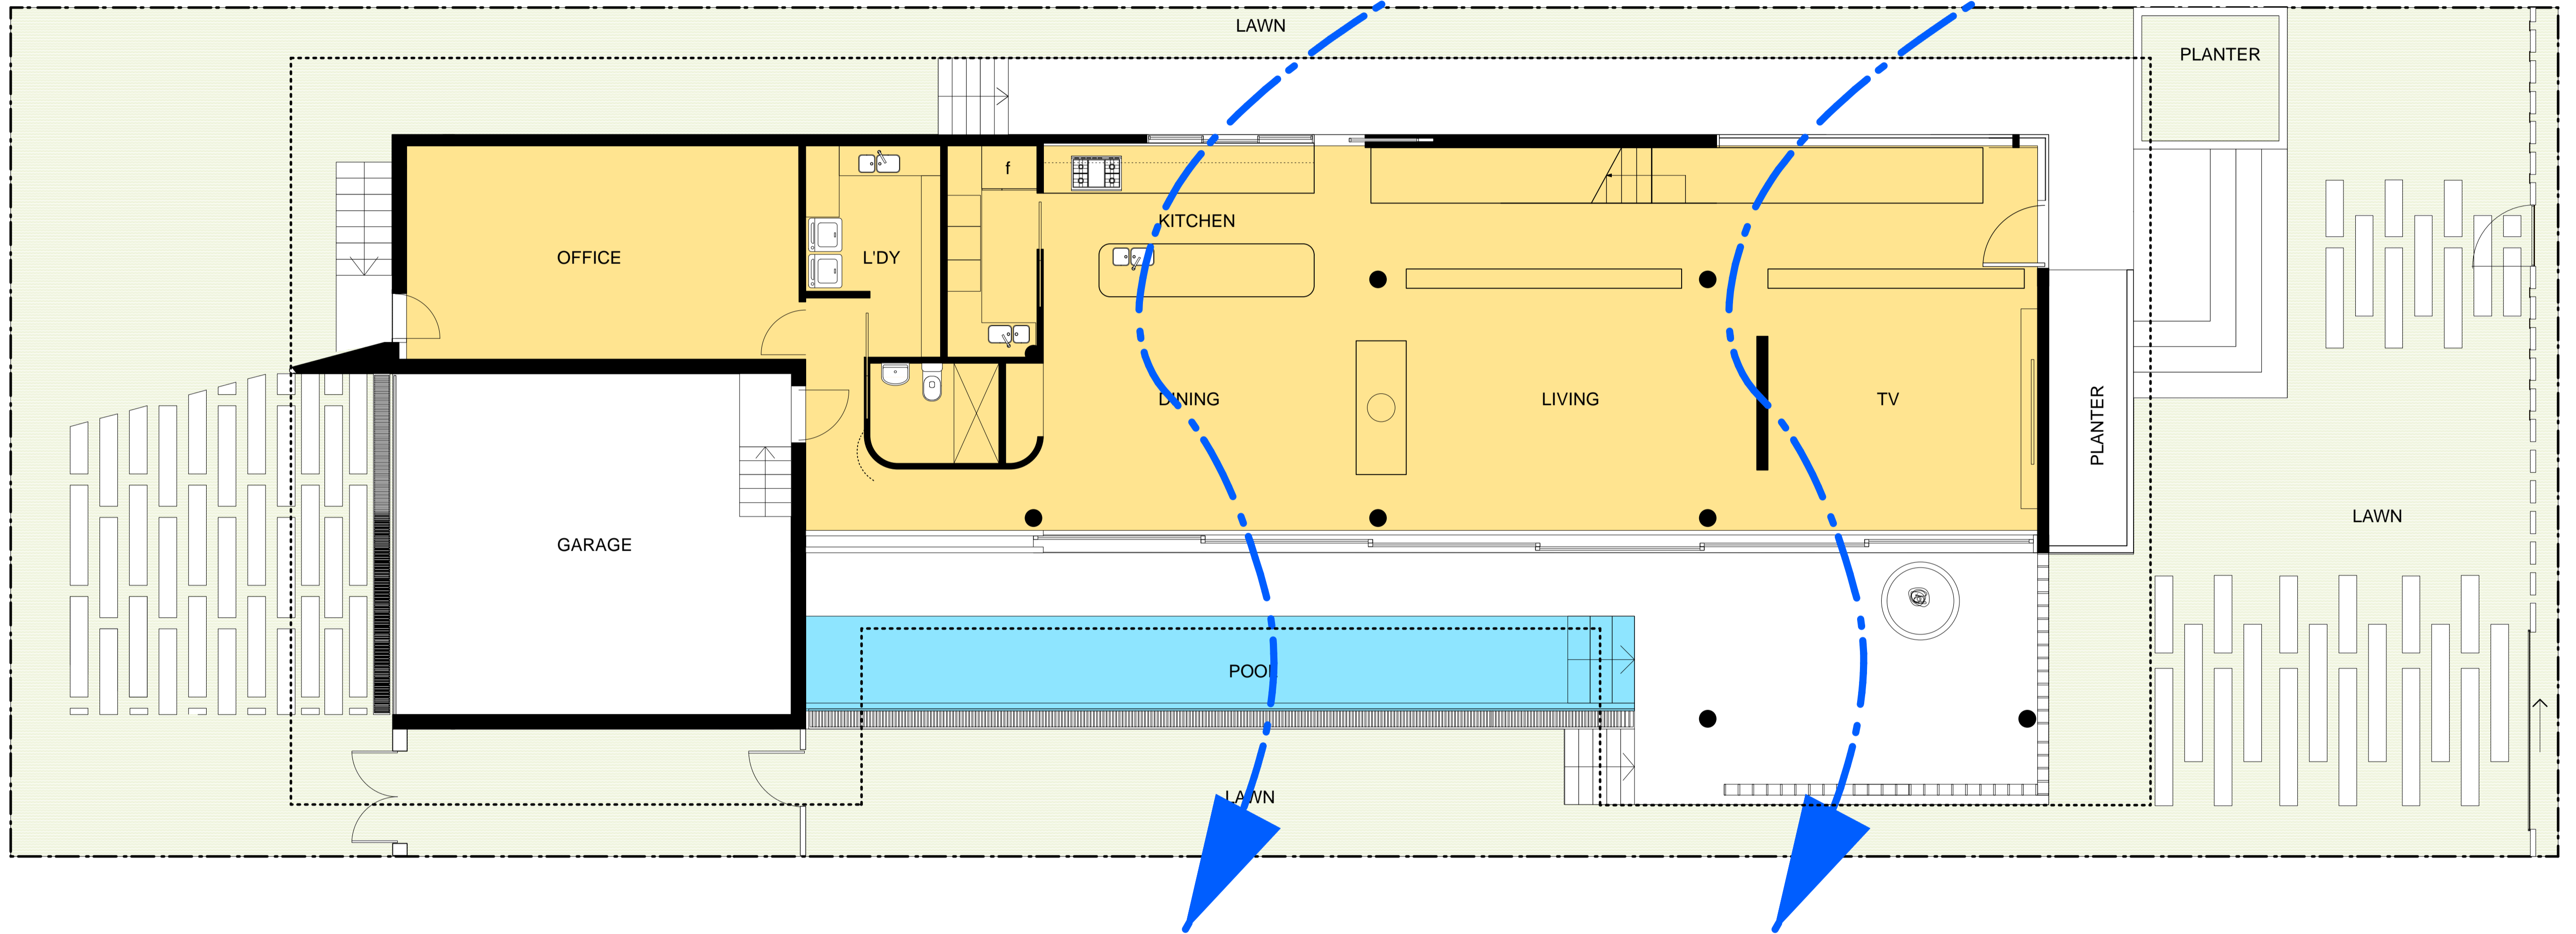 LAWN
PLANTER
f
KITCHEN
OFFICE
L'DY
DINING
LIVING
TV
PLANTER
LAWN
GARAGE
POOL
LAWN